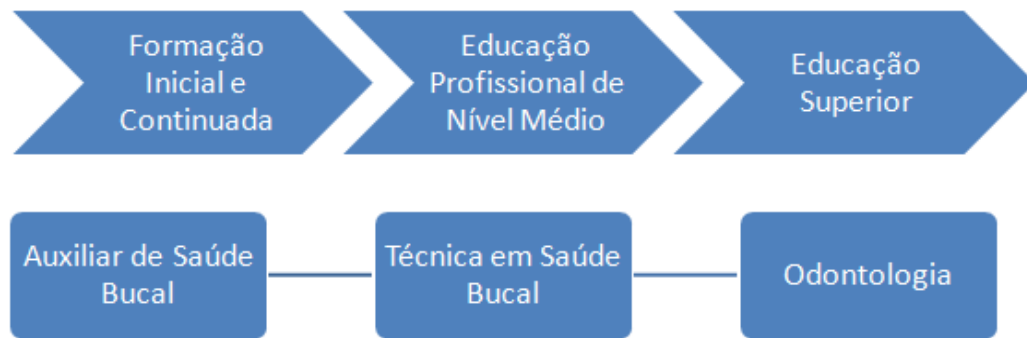 Formação
Inicial e
Continuada
Educação
Profissional de
Nível Médio
Educação
Superior
Auxiliar de Saúde
Bucal
Técnica em Saúde
Bucal
Odontologia